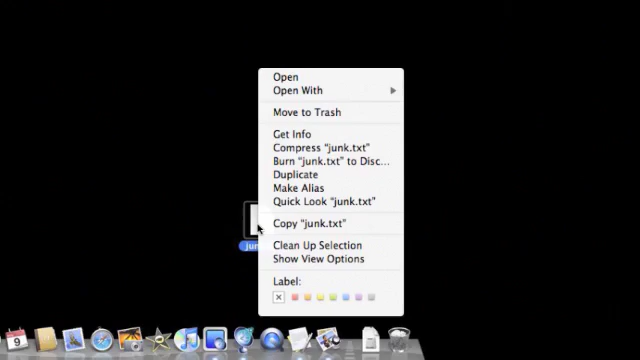 Open
Open With
Move to Trash
Get Info
Compress “junk.txt”
Burn “junk.txt” to Disc...
Duplicate
Make Alias
Quick Look “junk.txt”
Copy “junk.txt”
Clean Up Selection
Show View Options
Label:
9